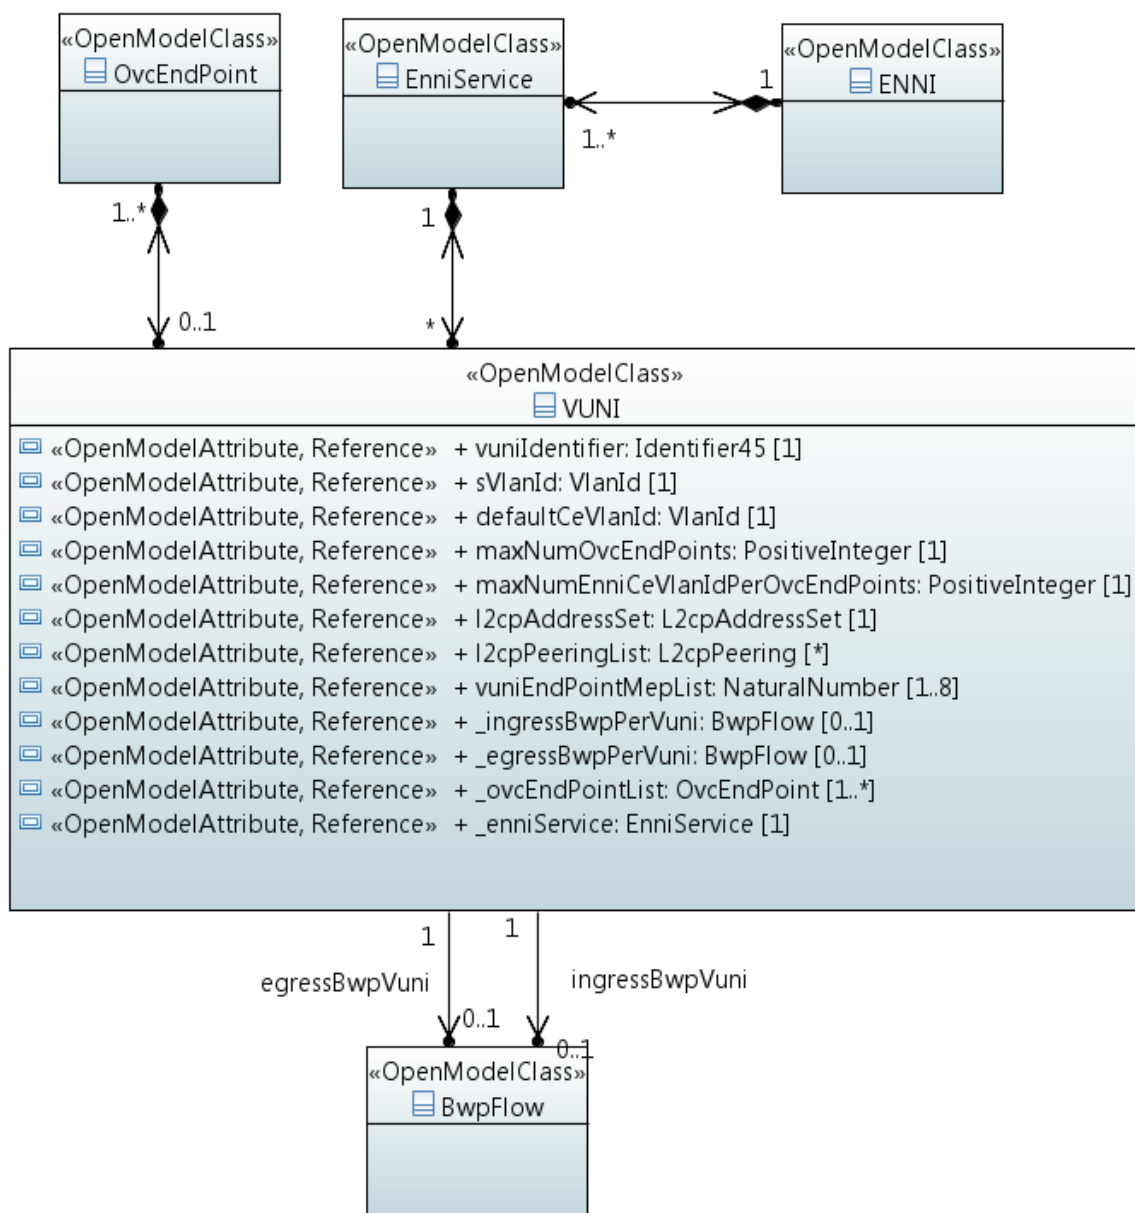 «OpenModelClass»
OvcEndPoint
«OpenModelClass»
EnniService
«OpenModelClass»
ENNI
1
1..*
1..*
1
0..1
*
«OpenModelClass»
VUNI
«OpenModelAttribute, Reference» + vuniIdentifier: Identifier45 [1]
«OpenModelAttribute, Reference» + sVlanId: VlanId [1]
«OpenModelAttribute, Reference» + defaultCeVlanId: VlanId [1]
«OpenModelAttribute, Reference» + maxNumOvcEndPoints: PositiveInteger [1]
«OpenModelAttribute, Reference» + maxNumEnniCeVlanIdPerOvcEndPoints: PositiveInteger [1]
«OpenModelAttribute, Reference» + l2cpAddressSet: L2cpAddressSet [1]
«OpenModelAttribute, Reference» + l2cpPeeringList: L2cpPeering [*]
«OpenModelAttribute, Reference» + vuniEndPointMepList: NaturalNumber [1..8]
«OpenModelAttribute, Reference» + _ingressBwpPerVuni: BwpFlow [0..1]
«OpenModelAttribute, Reference» + _egressBwpPerVuni: BwpFlow [0..1]
«OpenModelAttribute, Reference» + _ovcEndPointList: OvcEndPoint [1..*]
«OpenModelAttribute, Reference» + _enniService: EnniService [1]
1
1
egressBwpVuni
ingressBwpVuni
0..1
0..1
«OpenModelClass»
BwpFlow